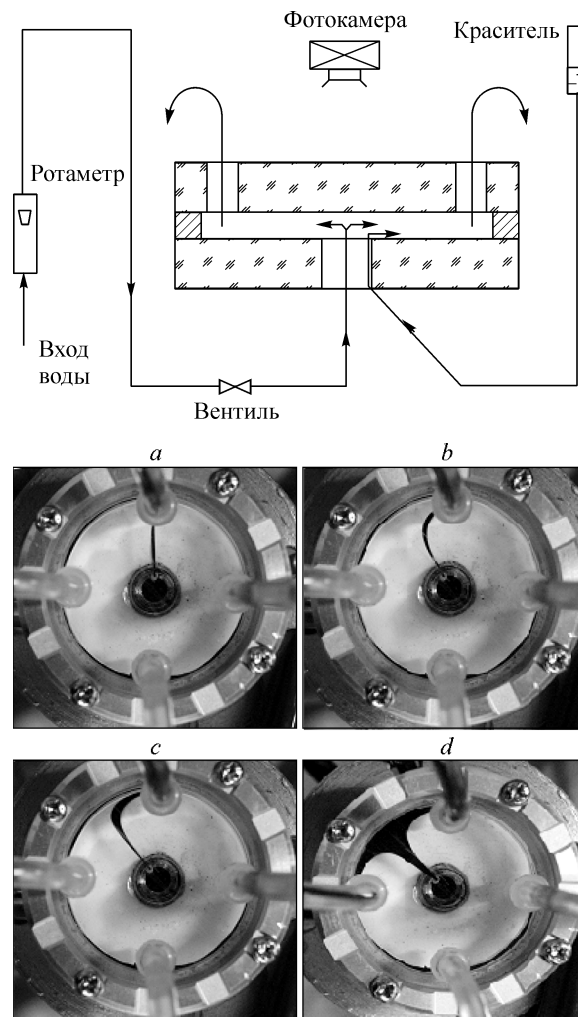 Фотокамера
Краситель
Ротаметр
Вход
воды
Вентиль
a
b
c
d